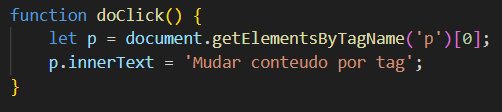 function doClick() {
    let p = document.getElementsByTagName('p')[0];
    p.innerText = 'Mudar conteudo por tag';
}